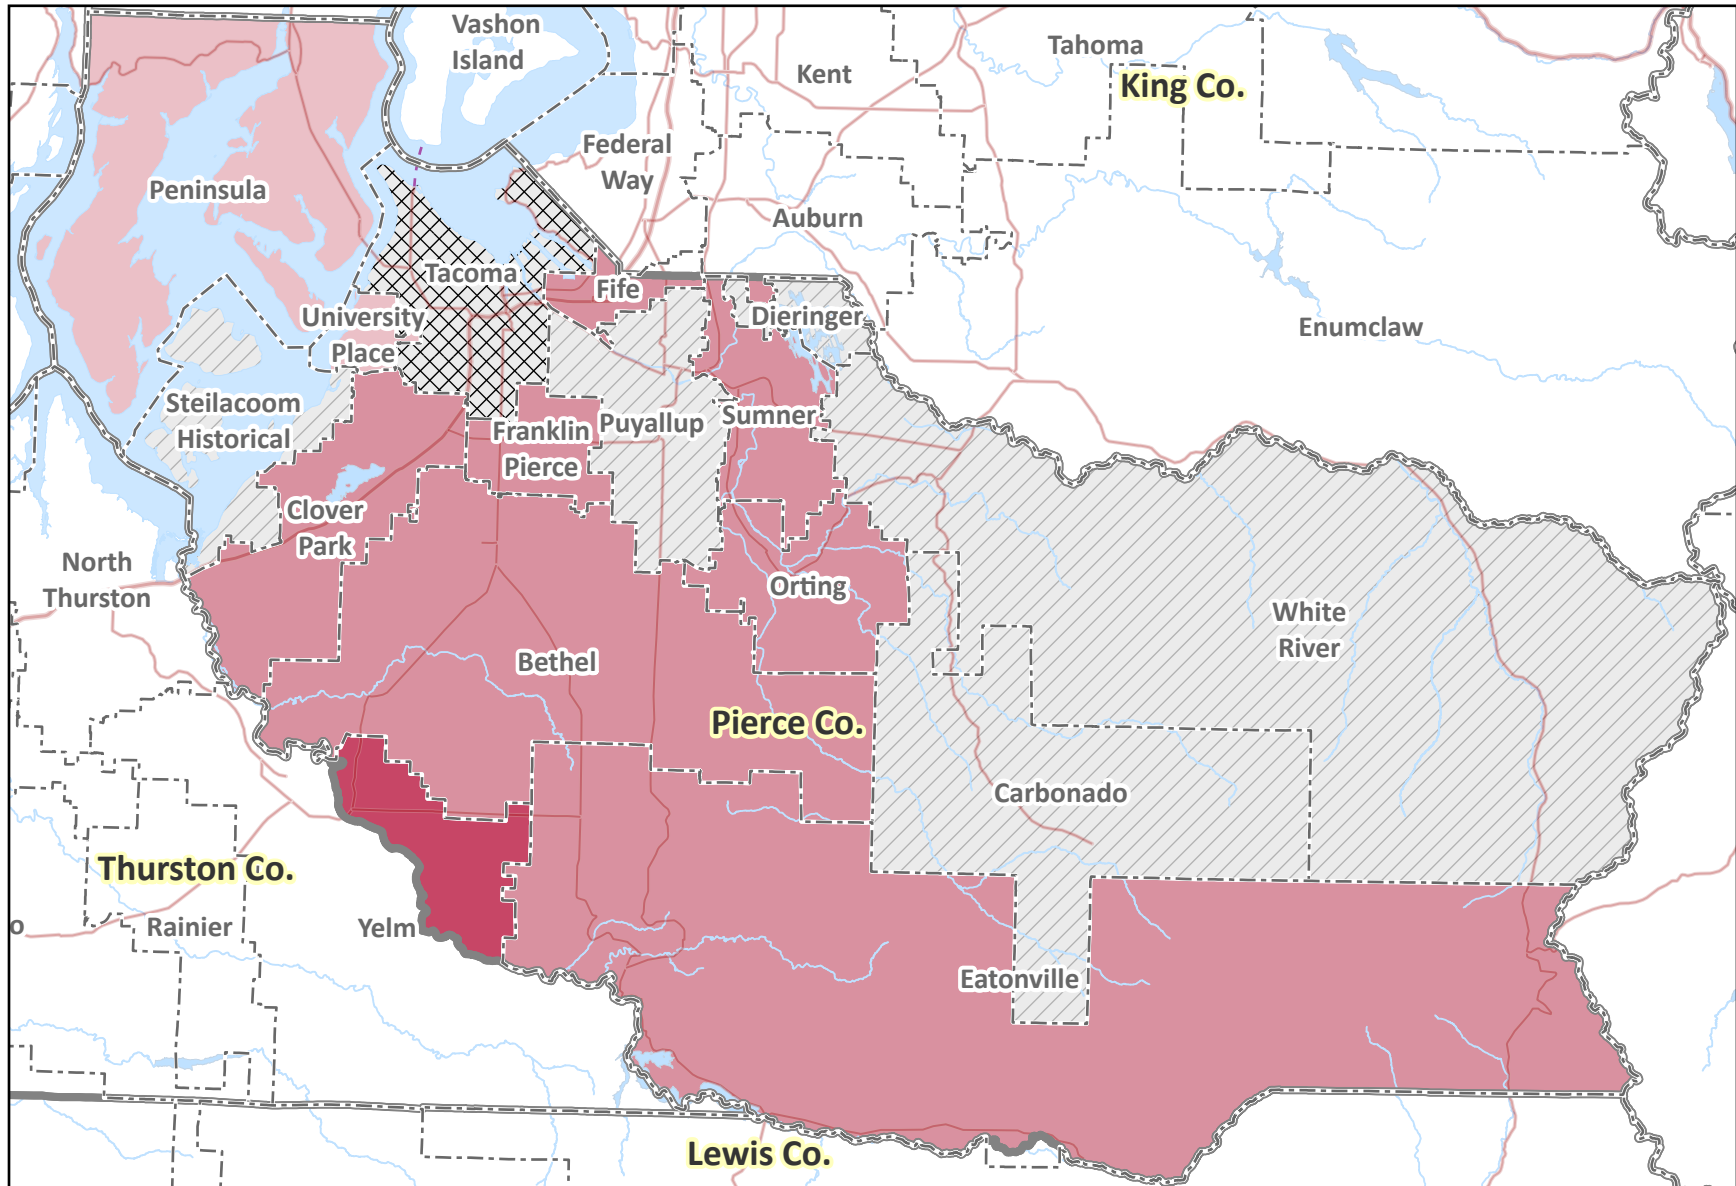 Vashon
Island
Tahoma
Kent
King Co.
Federal
Way
Peninsula
Auburn
Tacoma
Fife
University
Place
Dieringer
Enumclaw
Steilacoom
Historical
Franklin
Pierce
Puyallup
Sumner
Clover
Park
North
Thurston
Orting
White
River
Bethel
Pierce Co.
Carbonado
Thurston Co.
o
Rainier
Yelm
Eatonville
Lewis Co.